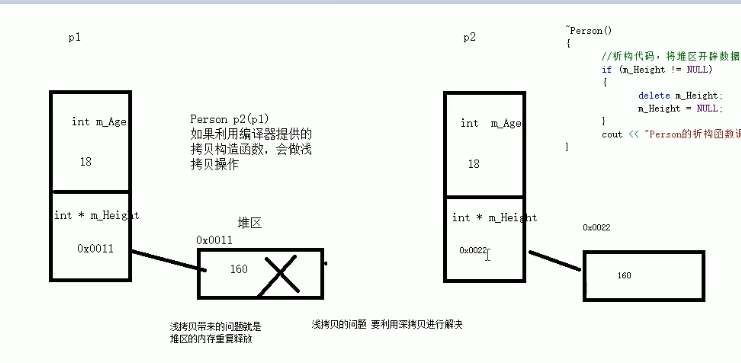 p1
p2
~Person()
{
//析构代码，将堆区开辟数据
if (m_Height != NULL)
{
delete m_Height;
m_Height = NULL;
}
cout << "Person的析构函数调
}
int m_Age
18
int * m_Height
0x0011
Person p2(p1)
如果利用编译器提供的
拷贝构造函数，会做浅
拷贝操作
堆区
0x0011
160
int m_Age
18
int * m_Height
0x0022
0x0022
160
浅拷贝带来的问题就是
堆区的内存重复释放
浅拷贝的问题 要利用深拷贝进行解决